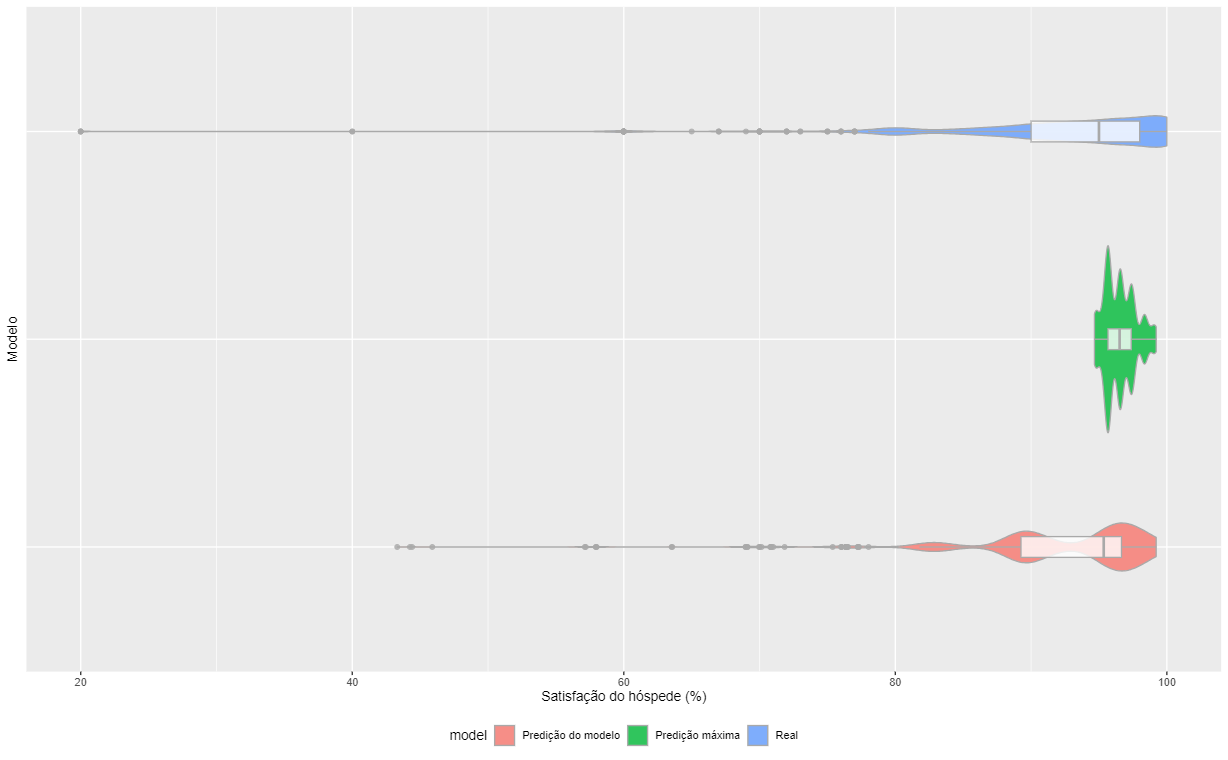 Modelo
20 40 60 80 100
Satisfação do hóspede (%)
model Predição do modelo Predição máxima Real